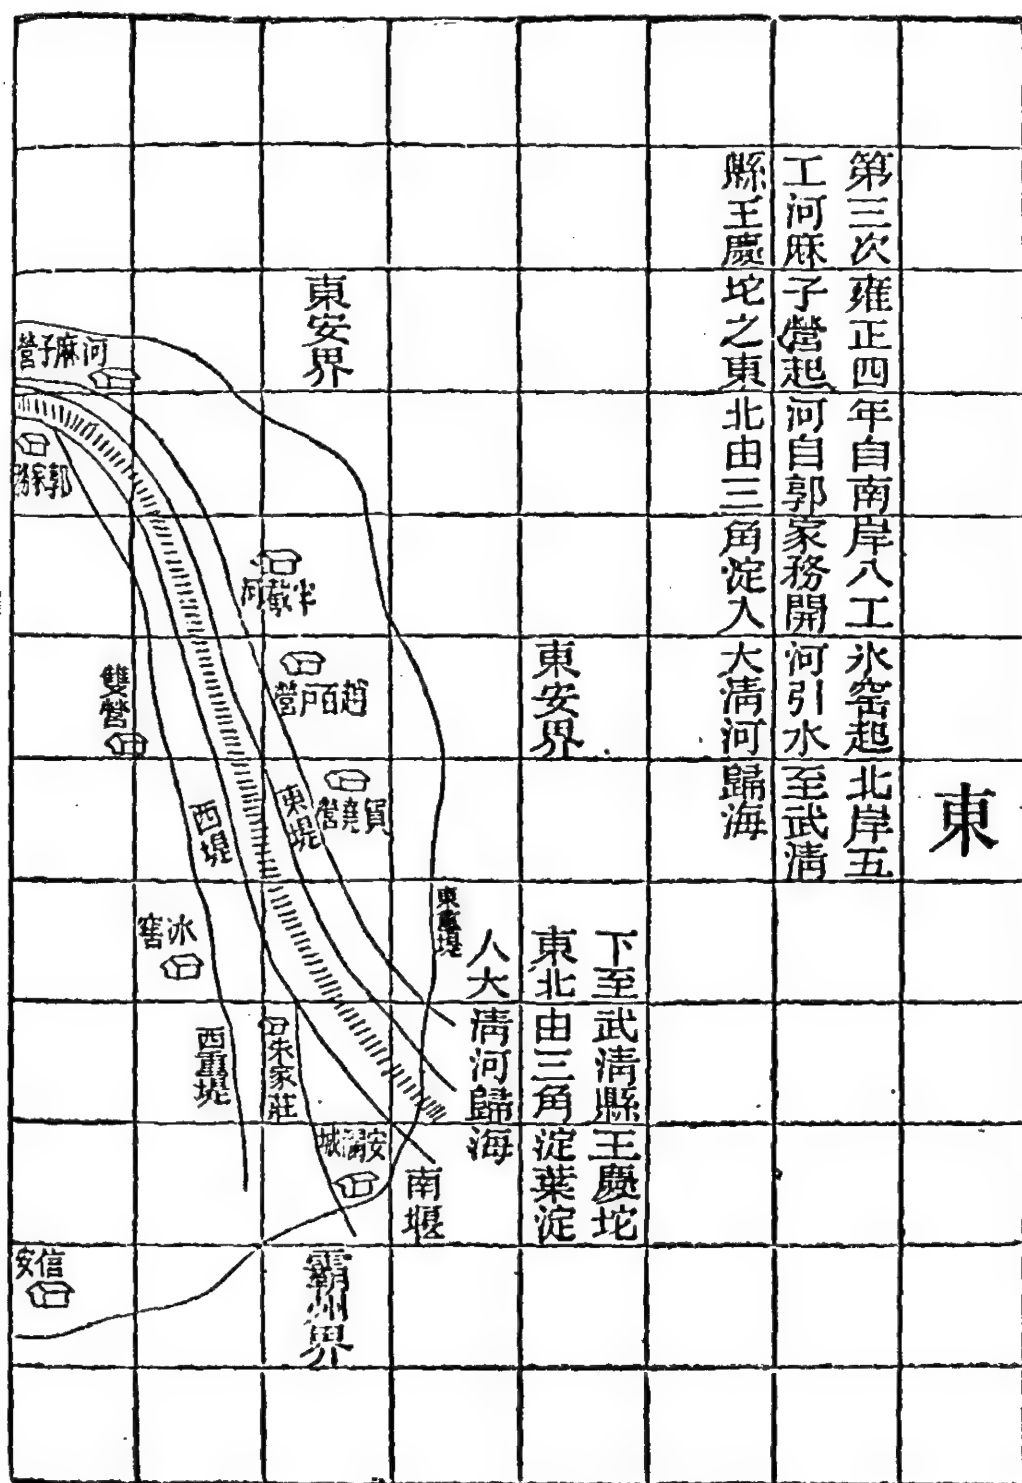 東
第三次雍正四年自南岸八工氷窖起北岸五
工河麻子營起河自郭家務開河引水至武清
縣王慶坨之東北由三角淀入大清河歸海
下至武清縣王慶坨
東北由三角淀葉淀
入大清河歸海
東安界
東安界
河麻子營
郭家務
半截河
趙百戶營
賀堯營
雙營
東堤
西堤
東重堤
冰窖
西重堤
朱家莊
安瀾城
南堰
信安
霸州界